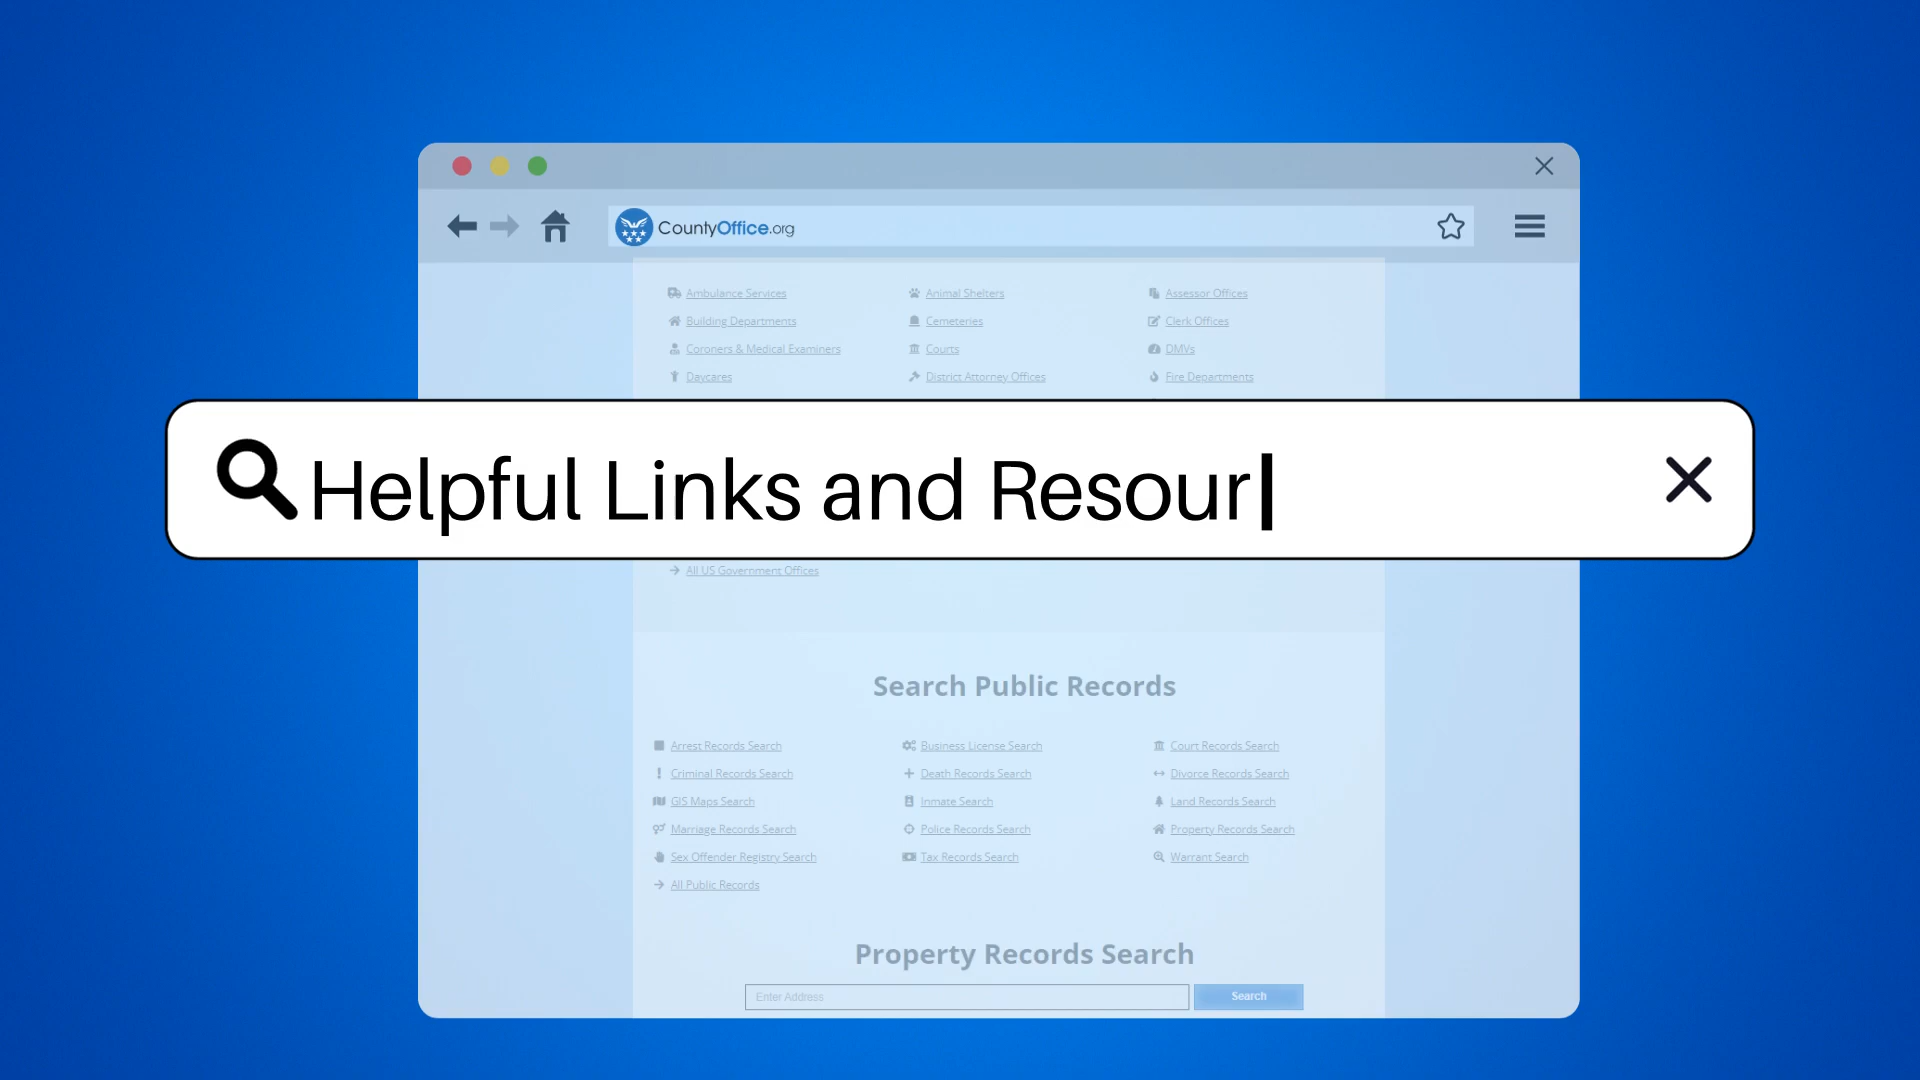 CountyOffice.org
Ambulance Services Animal Shelters Assessor Offices
Building Departments Cemeteries Clerk Offices
Coroners & Medical Examiners Courts DMVs
Daycares District Attorney Offices Fire Departments
Helpful Links and Resour
All US Government Offices
Search Public Records
Arrest Records Search Business License Search Court Records Search
Criminal Records Search Death Records Search Divorce Records Search
GIS Maps Search Inmate Search Land Records Search
Marriage Records Search Police Records Search Property Records Search
Sex Offender Registry Search Tax Records Search Warrant Search
All Public Records
Property Records Search
Enter Address Search